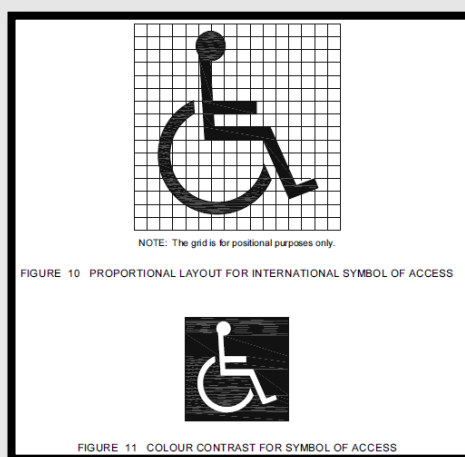 NOTE: The grid is for positional purposes only.
FIGURE 10 PROPORTIONAL LAYOUT FOR INTERNATIONAL SYMBOL OF ACCESS
FIGURE 11 COLOUR CONTRAST FOR SYMBOL OF ACCESS